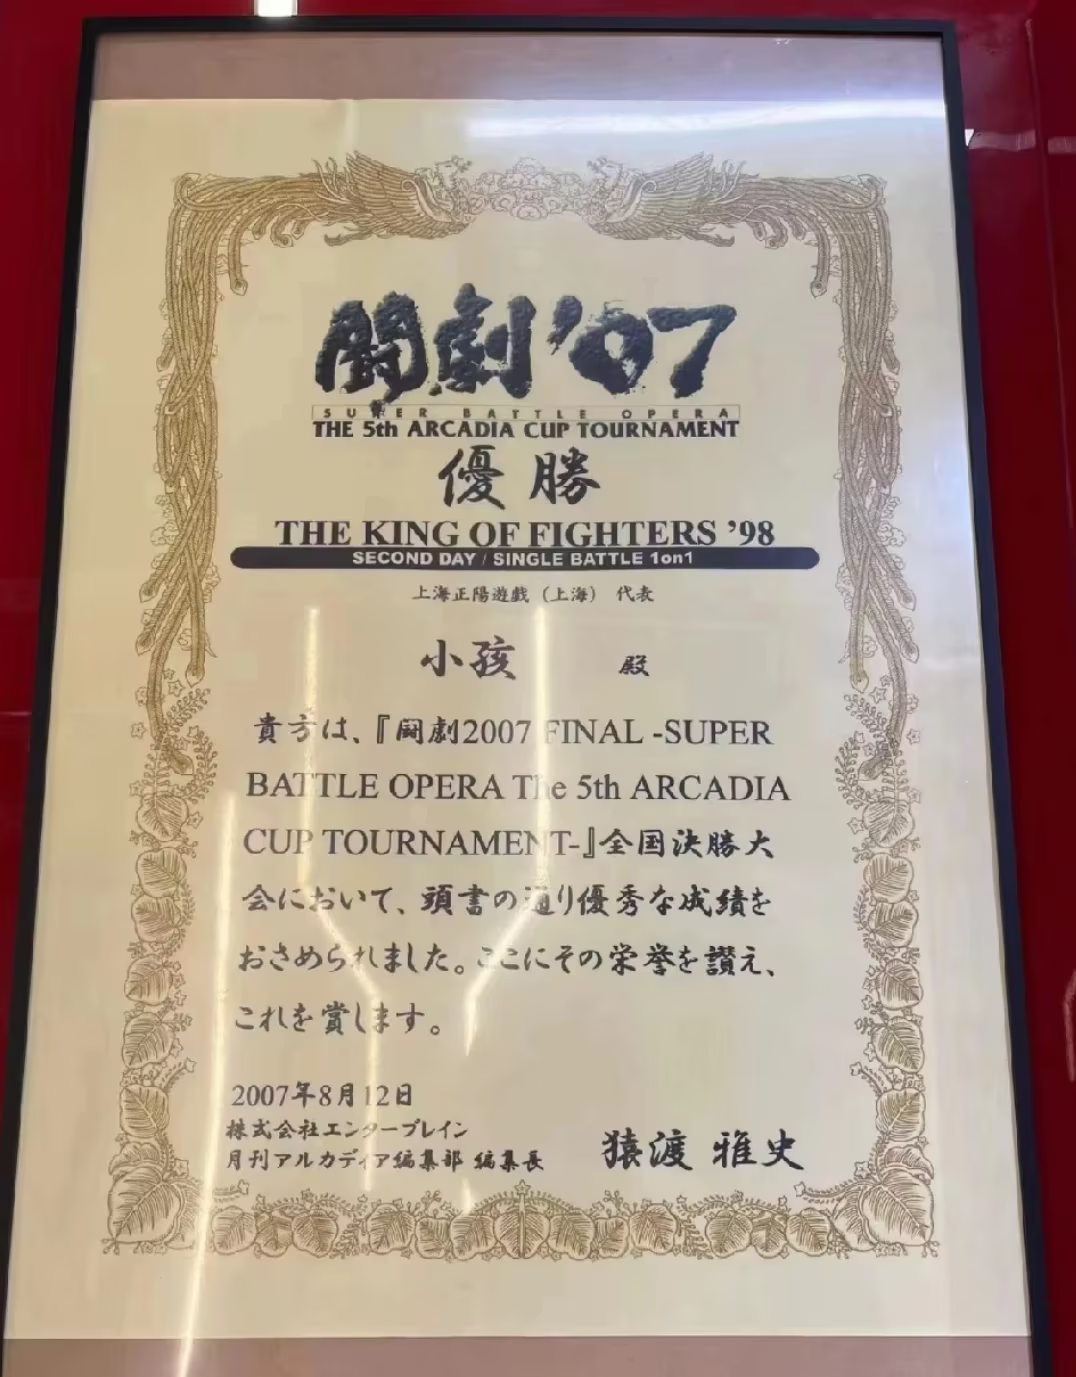 闘劇'07
SUPER BATTLE OPERA
THE 5th ARCADIA CUP TOURNAMENT
優勝
THE KING OF FIGHTERS '98
SECOND DAY / SINGLE BATTLE 1on1
上海正陽遊戯（上海） 代表
小孩 殿
貴方は、『闘劇2007 FINAL -SUPER
BATTLE OPERA The 5th ARCADIA
CUP TOURNAMENT-』全国決勝大
会において、頭書の通り優秀な成績を
おさめられました。ここにその栄誉を讃え、
これを賞します。
2007年8月12日
株式会社エンターブレイン
月刊アルカディア編集部 編集長 猿渡 雅史